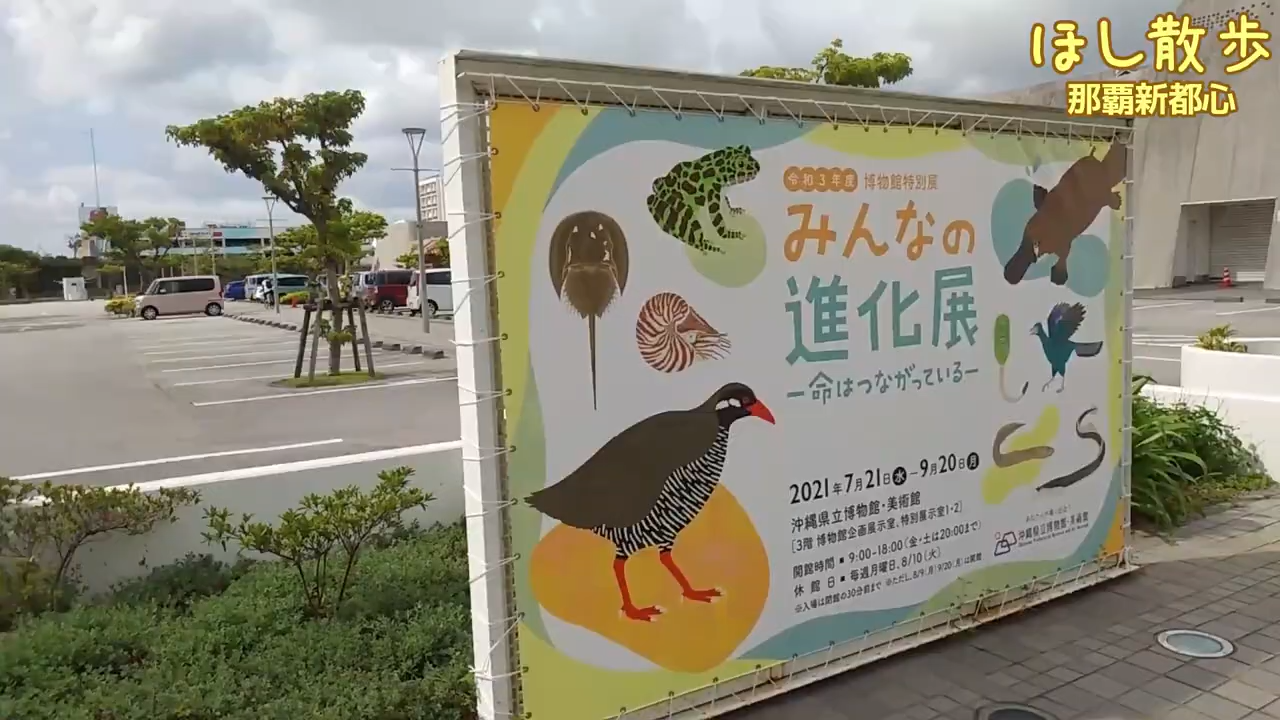 ほし散歩
那覇新都心
令和3年度 博物館特別展
みんなの
進化展
―命はつながっている―
2021年7月21日水―9月20日月
沖縄県立博物館・美術館
[3階 博物館企画展示室、特別展示室1・2]
開館時間 ■ 9:00-18:00(金・土は20:00まで)
休館日 ■ 毎週月曜日、8/10(火)
※入場は閉館の30分前まで ※ただし、8/9(月)9/20(月)は開館
沖縄県立博物館・美術館